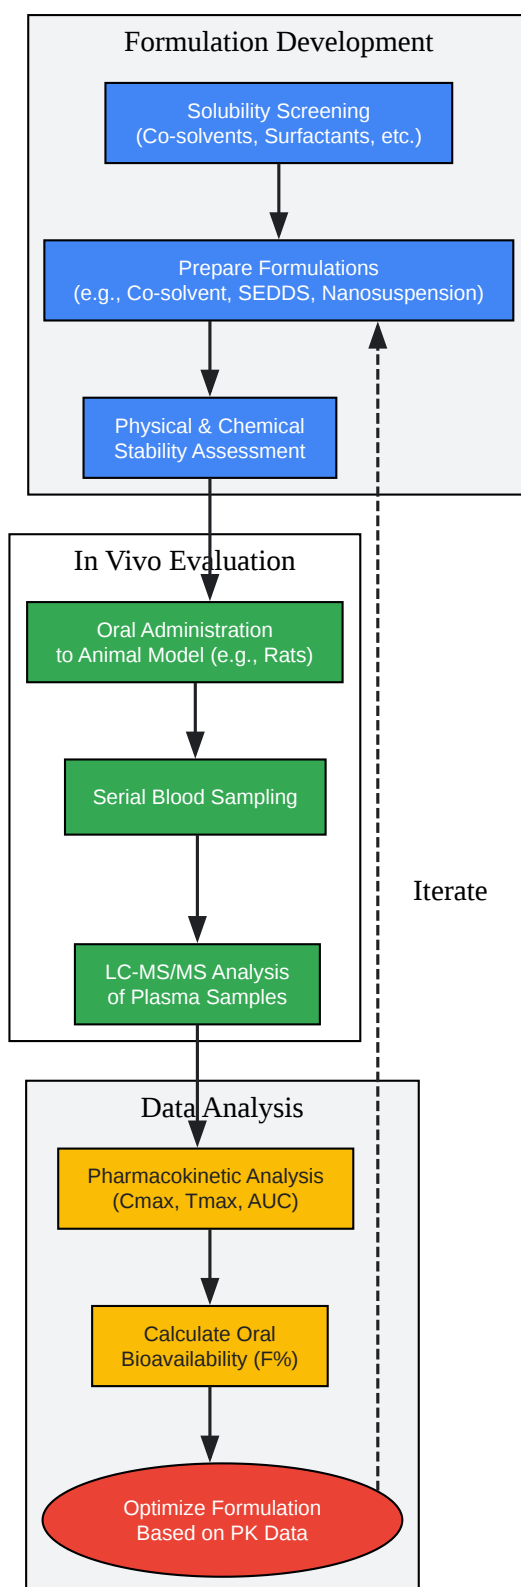 Formulation Development
Solubility Screening
(Co-solvents, Surfactants, etc.)
Prepare Formulations
(e.g., Co-solvent, SEDDS, Nanosuspension)
Physical & Chemical
Stability Assessment
In Vivo Evaluation
Oral Administration
to Animal Model (e.g., Rats)
Serial Blood Sampling
Iterate
LC-MS/MS Analysis
of Plasma Samples
Data Analysis
Pharmacokinetic Analysis
(Cmax, Tmax, AUC)
Calculate Oral
Bioavailability (F%)
Optimize Formulation
Based on PK Data